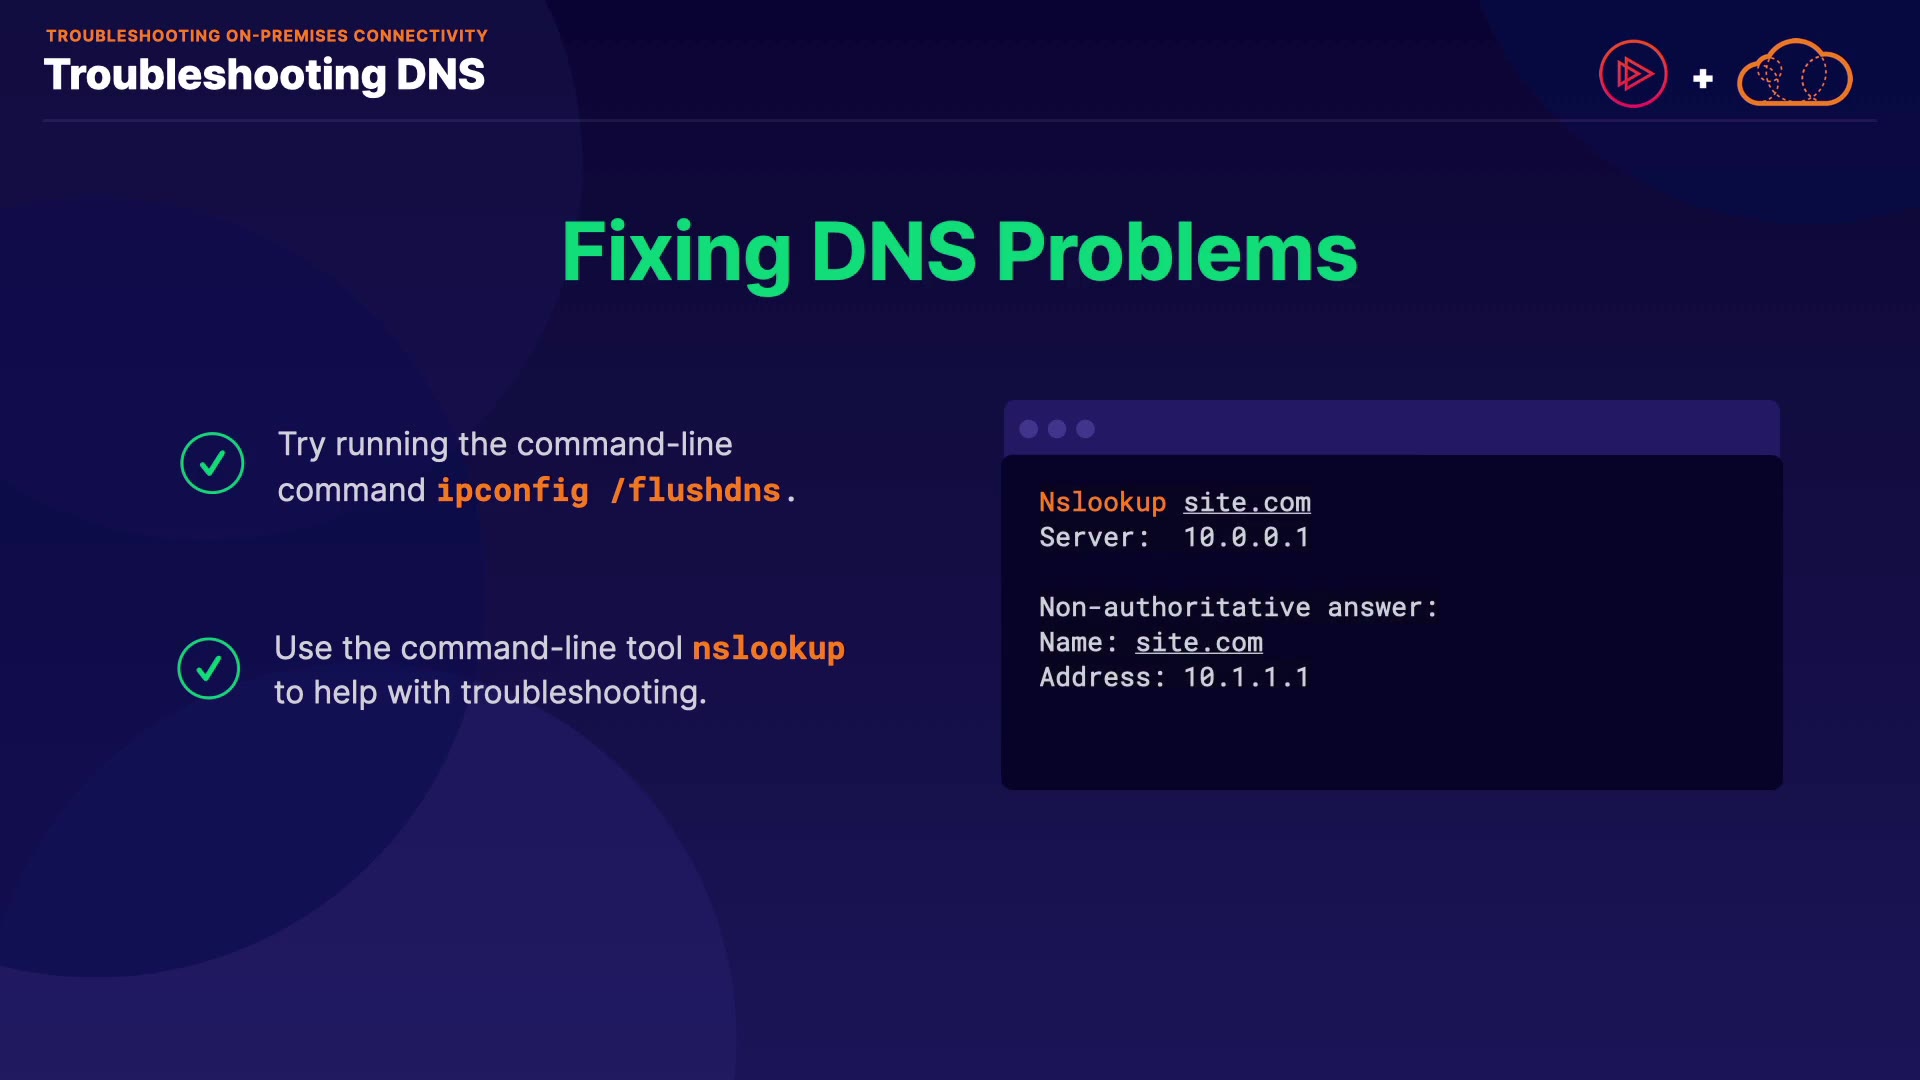 TROUBLESHOOTING ON-PREMISES CONNECTIVITY
Troubleshooting DNS
+
Fixing DNS Problems
Try running the command-line
command ipconfig /flushdns.
Use the command-line tool nslookup
to help with troubleshooting.
Nslookup site.com
Server:  10.0.0.1
Non-authoritative answer:
Name: site.com
Address: 10.1.1.1